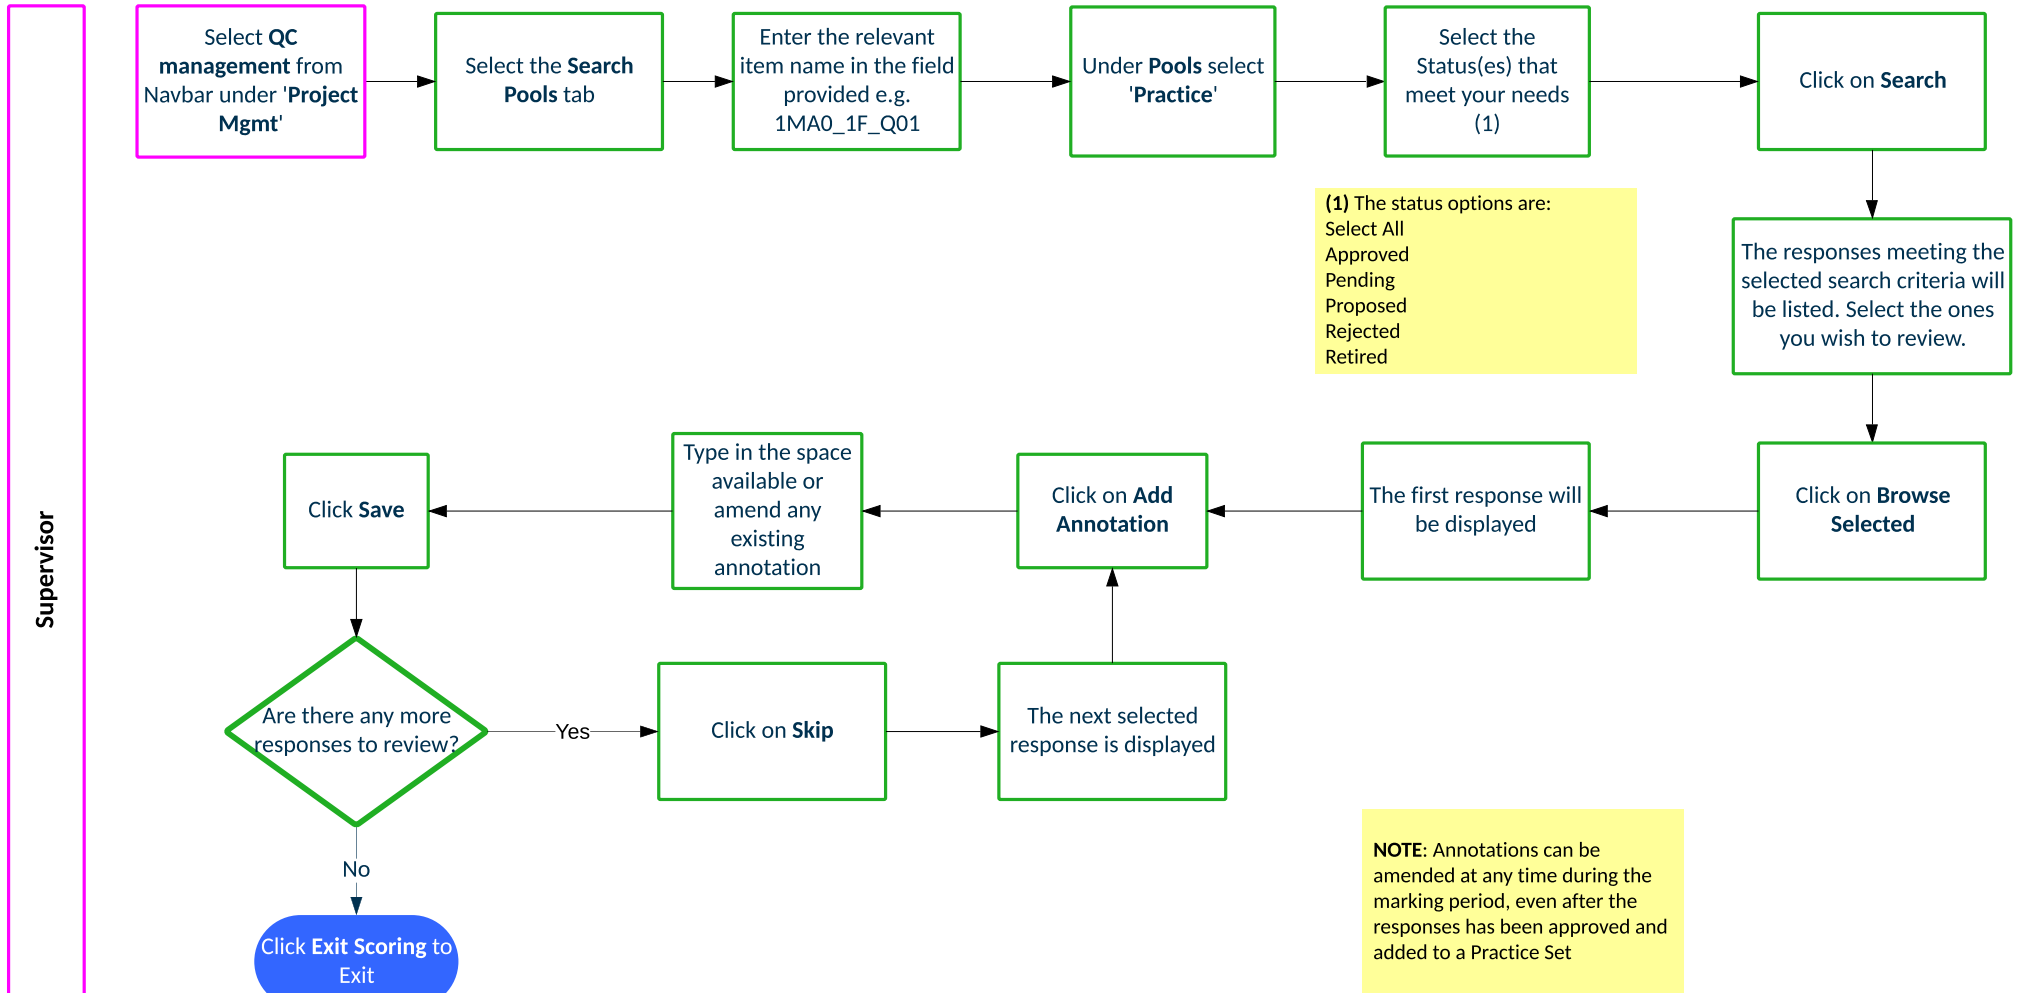 Supervisor
Select QC
management from
Navbar under 'Project
Mgmt'
Select the Search
Pools tab
Enter the relevant
item name in the field
provided e.g.
1MA0_1F_Q01
Under Pools select
'Practice'
Select the
Status(es) that
meet your needs
(1)
Click on Search
(1) The status options are:
Select All
Approved
Pending
Proposed
Rejected
Retired
The responses meeting the
selected search criteria will
be listed. Select the ones
you wish to review.
Click on Browse
Selected
The first response will
be displayed
Click on Add
Annotation
Type in the space
available or
amend any
existing
annotation
Click Save
Are there any more
responses to review?
Yes
Click on Skip
The next selected
response is displayed
No
Click Exit Scoring to
Exit
NOTE: Annotations can be
amended at any time during the
marking period, even after the
responses has been approved and
added to a Practice Set